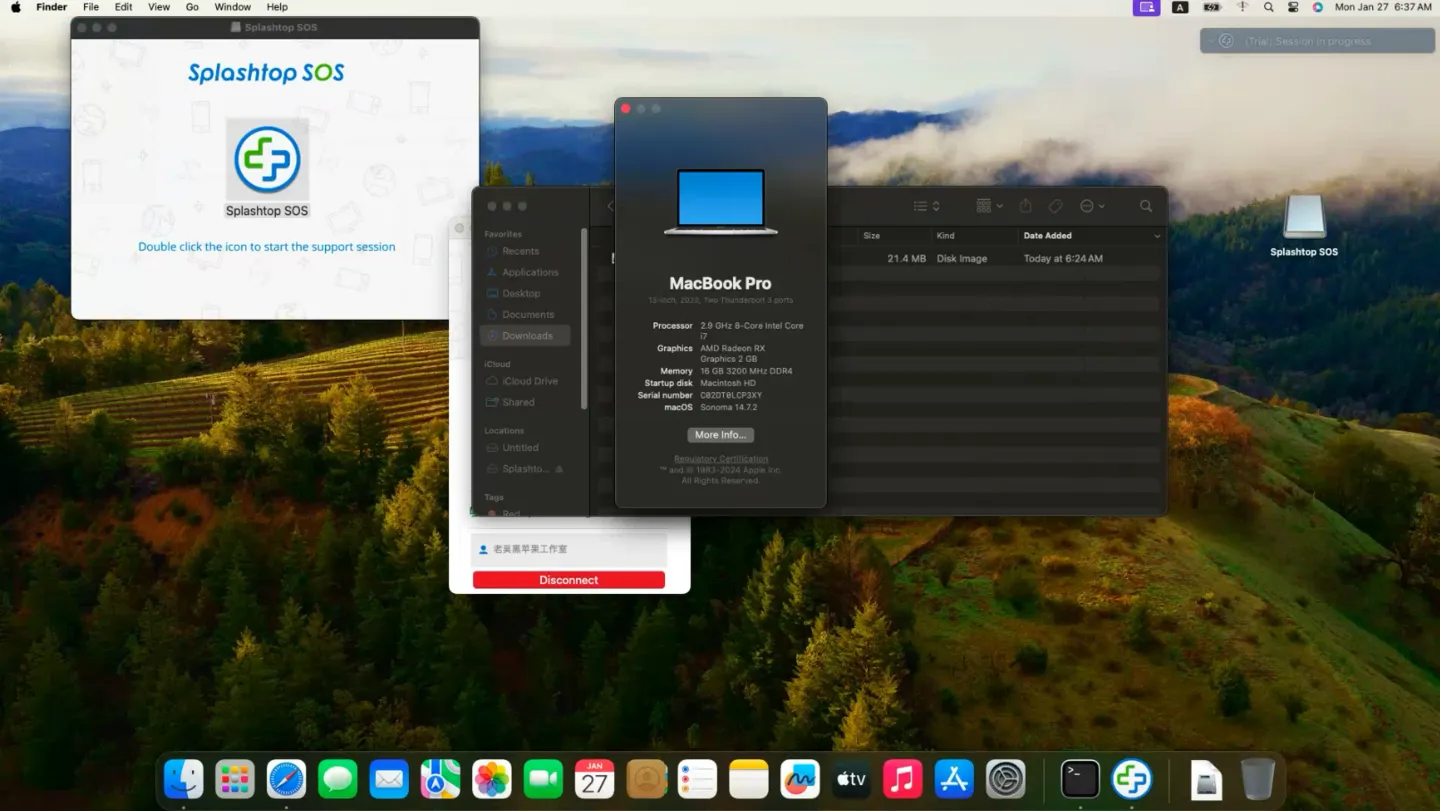 Finder File Edit View Go Window Help
A
Mon Jan 27 6:37 AM
Splashtop SOS
Splashtop SOS
Splashtop SOS
Double click the icon to start the support session
(Trial) Session in progress
Splashtop SOS
Favorites
Recents
Applications
Desktop
Documents
Downloads
iCloud
iCloud Drive
Shared
Locations
Untitled
Splashto...
Tags
Red
Size Kind Date Added
21.4 MB Disk Image Today at 6:24 AM
MacBook Pro
13-inch, 2020, Two Thunderbolt 3 ports
Processor 2.9 GHz 8-Core Intel Core
i7
Graphics AMD Radeon RX
Graphics 2 GB
Memory 16 GB 3200 MHz DDR4
Startup disk Macintosh HD
Serial number C02DT0LCP3XY
macOS Sonoma 14.7.2
More Info...
Regulatory Certification
™ and © 1983-2024 Apple Inc.
All Rights Reserved.
老吴黑苹果工作室
Disconnect
JAN
27
tv